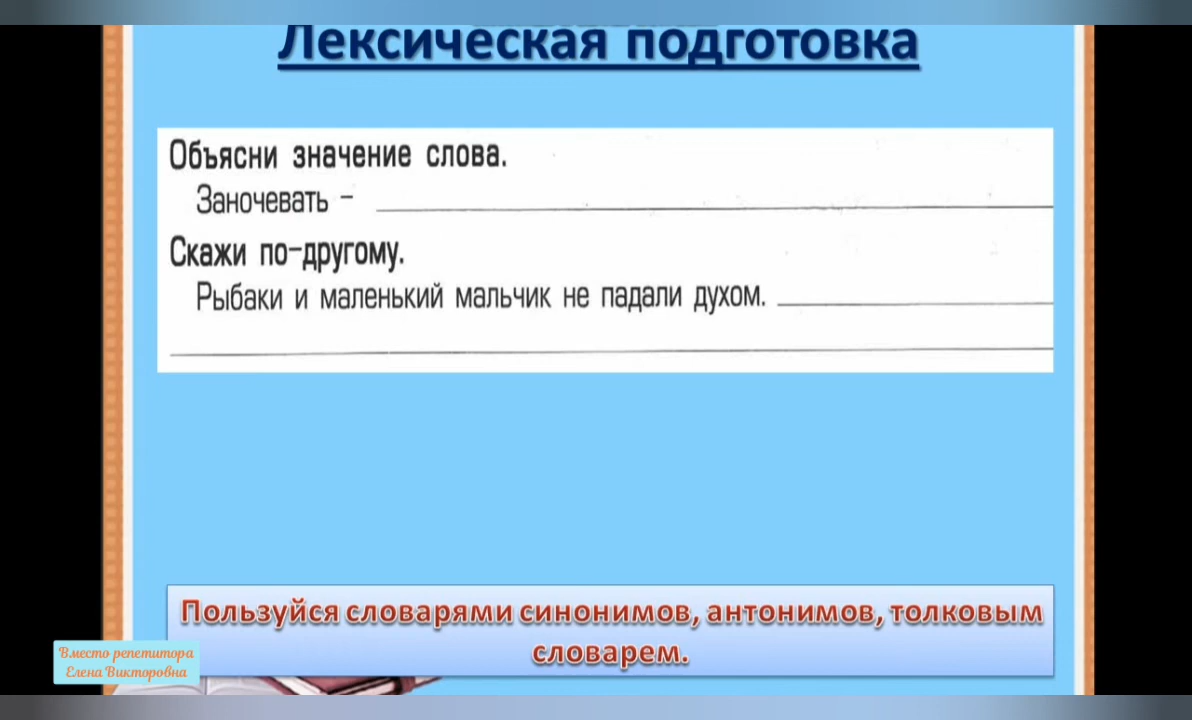 Лексическая подготовка
Объясни значение слова.
Заночевать –
Скажи по-другому.
Рыбаки и маленький мальчик не падали духом.
Пользуйся словарями синонимов, антонимов, толковым
словарем.
Вместо репетитора
Елена Викторовна